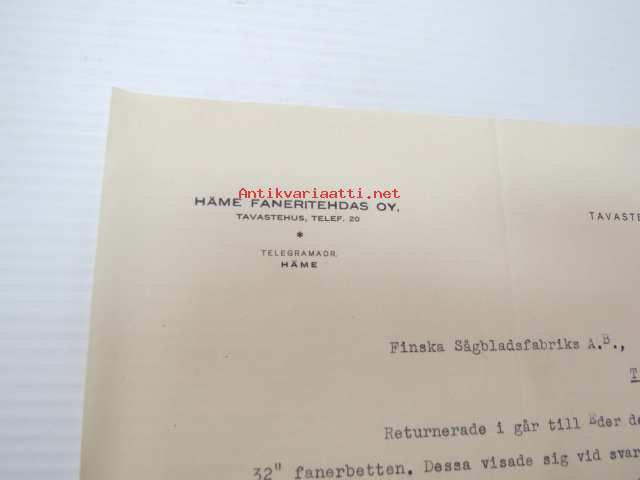 Antikvariaatti.net
HÄME FANERITEHDAS OY,
TAVASTEHUS, TELEF. 20
*
TELEGRAMADR.
HÄME
TAVASTE
Finska Sågbladsfabriks A.B.,
T
Returnerade i går till Eder de
32" fanerbetten. Dessa visade sig vid svar